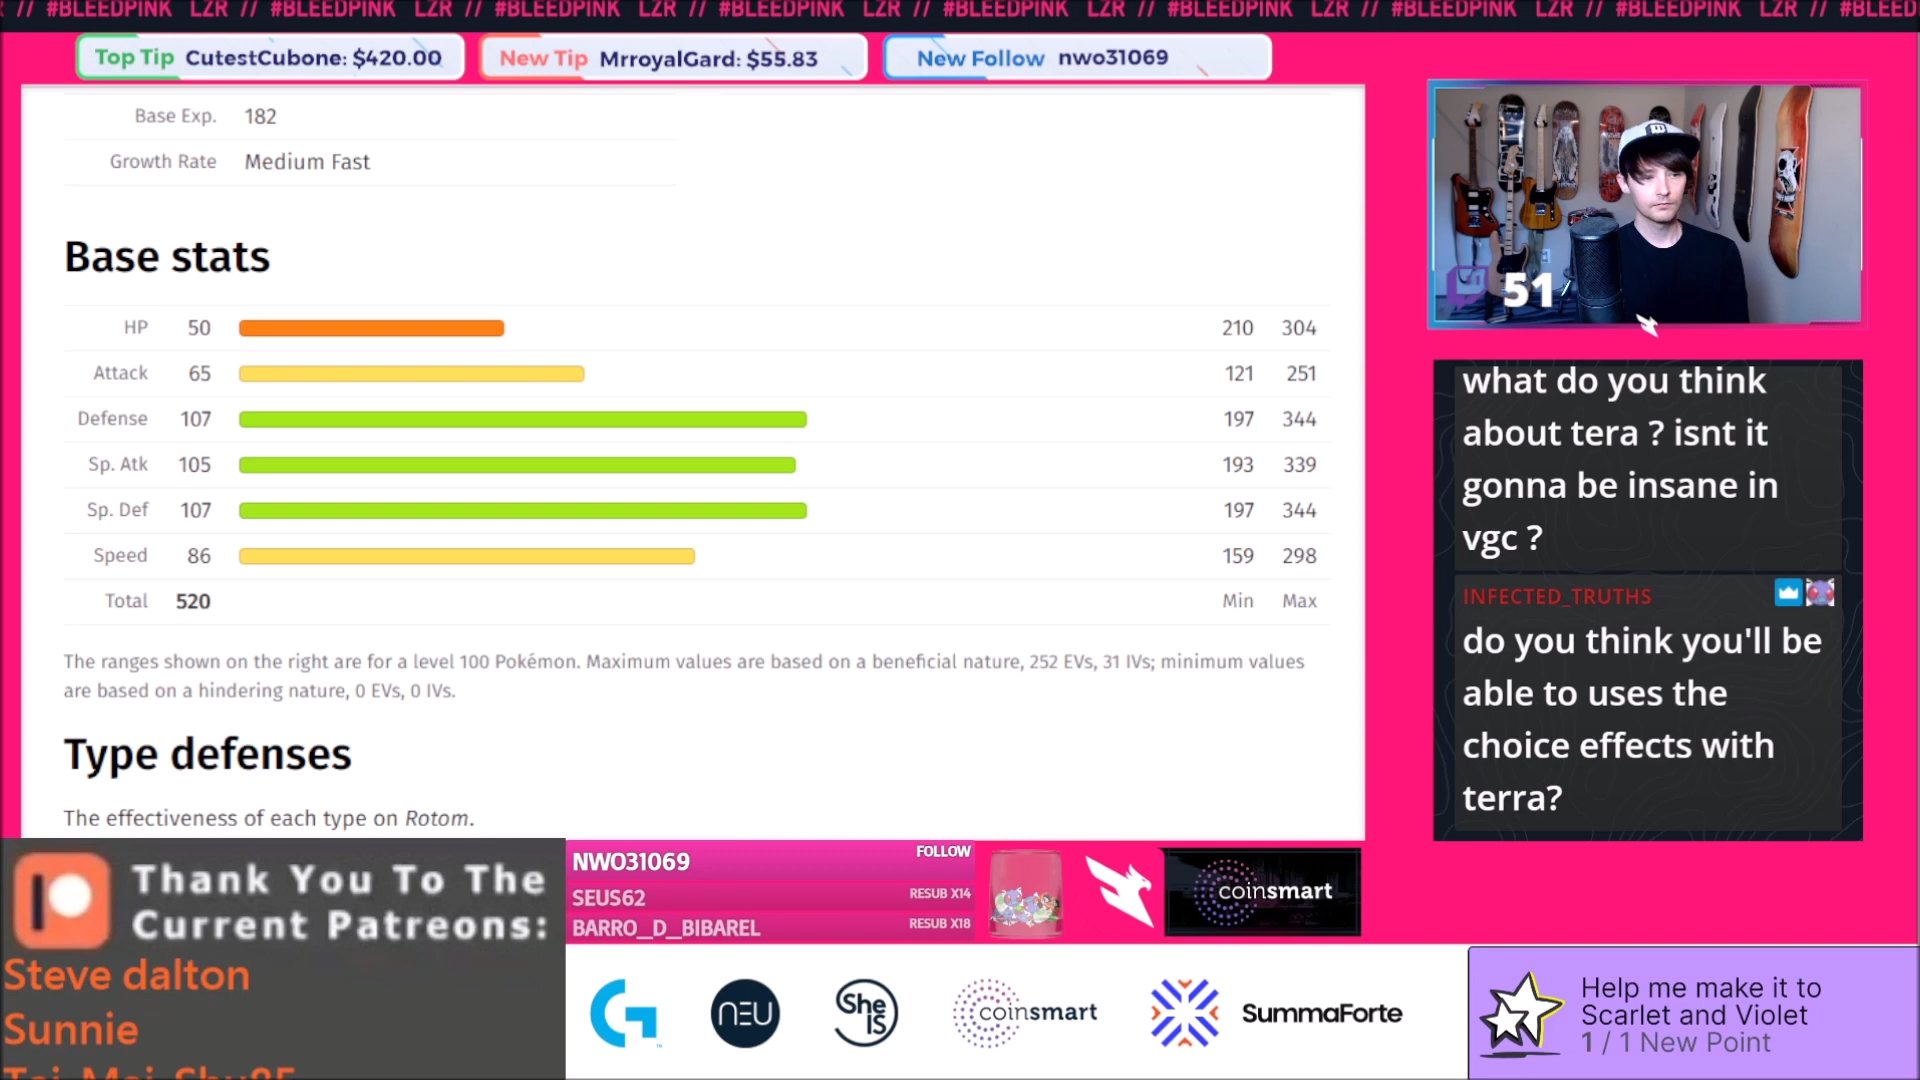 // #BLEEDPINK LZR // #BLEEDPINK LZR // #BLEEDPINK LZR // #BLEEDPINK LZR // #BLEEDPINK LZR // #BLEEDPINK LZR // #BLEEDPINK LZR // #BLEEDPINK LZR // #BLEED
Top Tip CutestCubone: $420.00
New Tip MrroyalGard: $55.83
New Follow nwo31069
Base Exp. 182
Growth Rate Medium Fast
Base stats
HP 50 210 304
Attack 65 121 251
Defense 107 197 344
Sp. Atk 105 193 339
Sp. Def 107 197 344
Speed 86 159 298
Total 520 Min Max
The ranges shown on the right are for a level 100 Pokémon. Maximum values are based on a beneficial nature, 252 EVs, 31 IVs; minimum values
are based on a hindering nature, 0 EVs, 0 IVs.
Type defenses
The effectiveness of each type on Rotom.
51
what do you think
about tera ? isnt it
gonna be insane in
vgc ?
INFECTED_TRUTHS
do you think you'll be
able to uses the
choice effects with
terra?
Thank You To The
Current Patreons:
Steve dalton
Sunnie
NWO31069 FOLLOW
SEUS62 RESUB X14
BARRO_D_BIBAREL RESUB X18
coinsmart
NEU
She
IS
coinsmart
SummaForte
Help me make it to
Scarlet and Violet
1 / 1 New Point